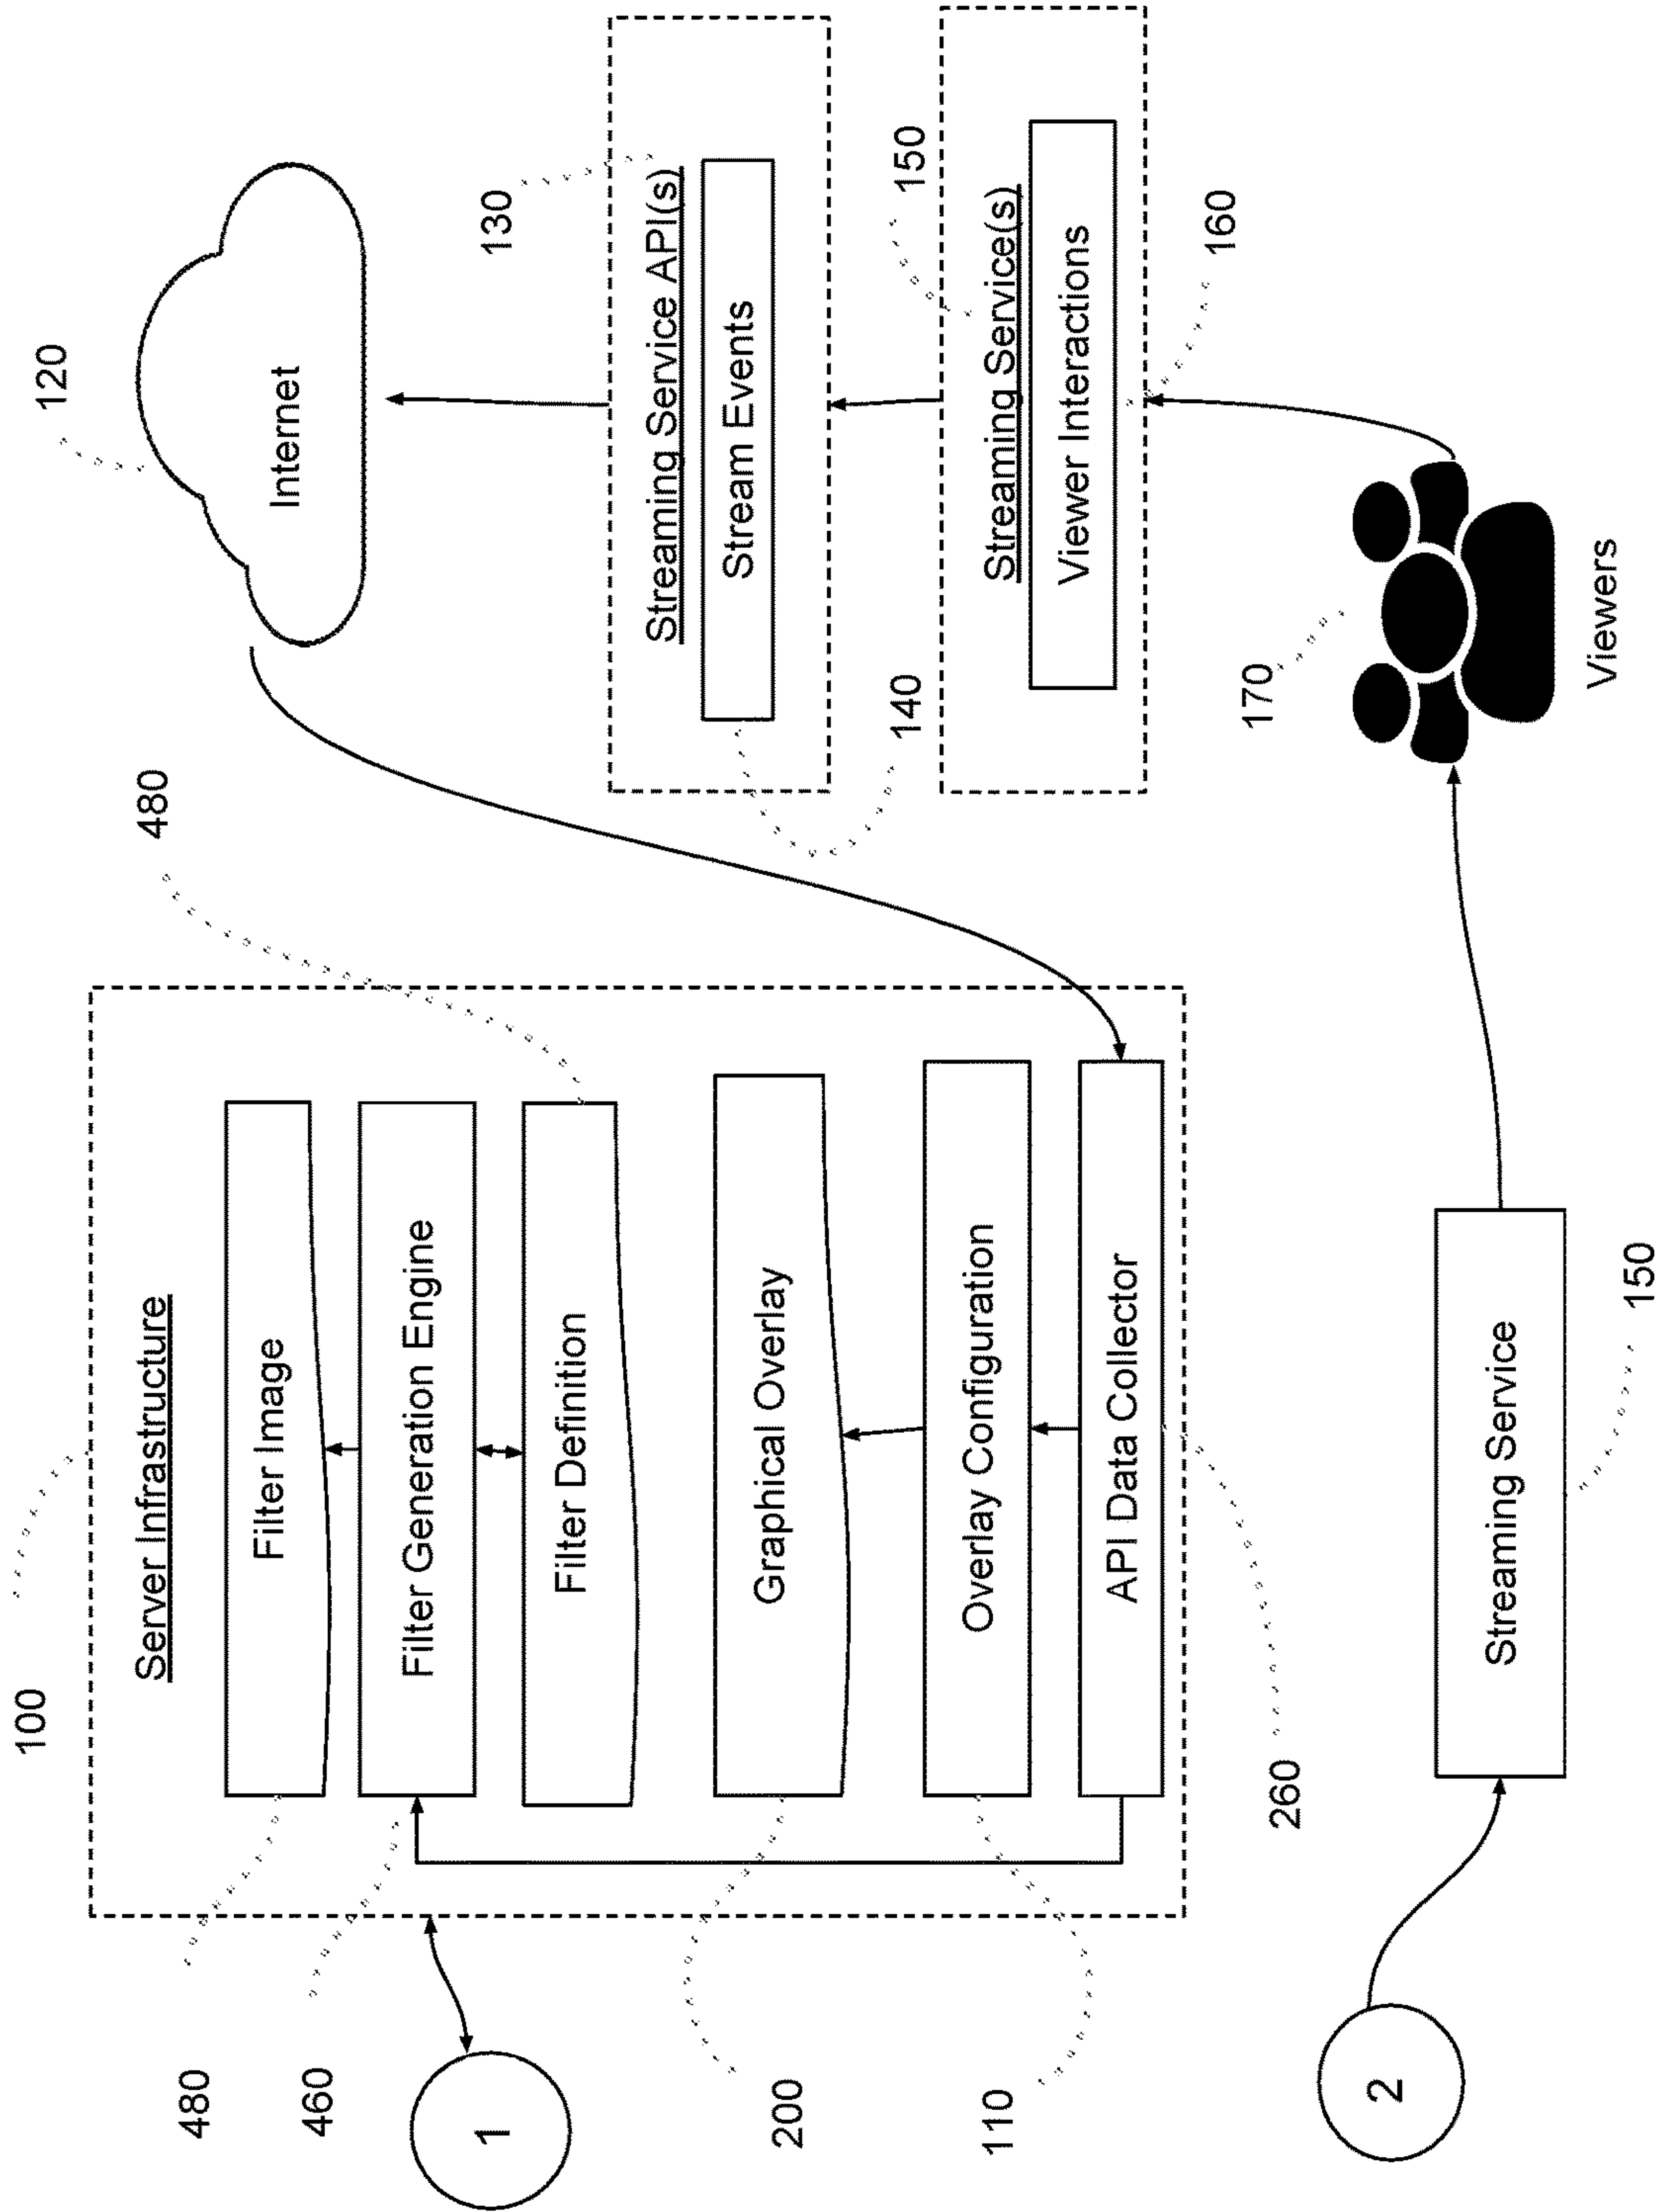 100
480
120
Server Infrastructure
Internet
480
Filter Image
460
Filter Generation Engine
130
1
Filter Definition
Streaming Service API(s)
Stream Events
200
Graphical Overlay
140
150
110
Overlay Configuration
Streaming Service(s)
Viewer Interactions
API Data Collector
160
260
170
2
Streaming Service
Viewers
150